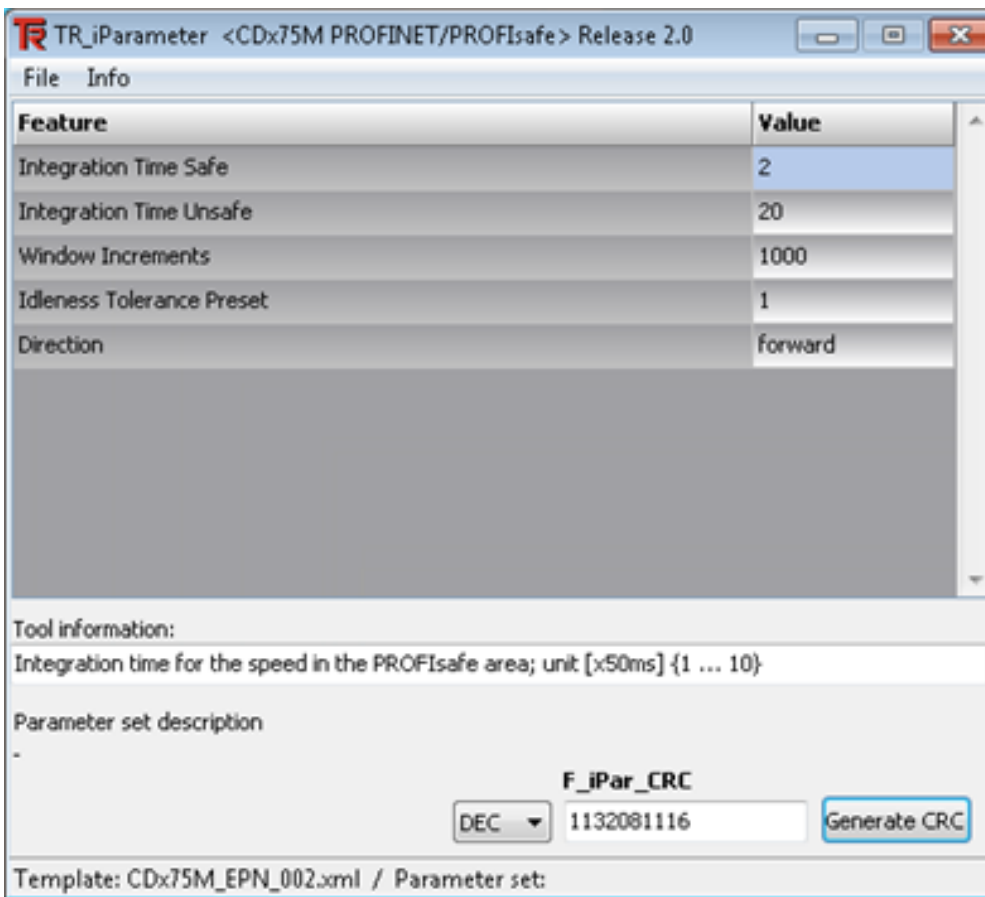 TR TR_iParameter <CDx75M PROFINET/PROFIsafe> Release 2.0
File Info
Feature Value
Integration Time Safe 2
Integration Time Unsafe 20
Window Increments 1000
Idleness Tolerance Preset 1
Direction forward
Tool information:
Integration time for the speed in the PROFIsafe area; unit [x50ms] {1 ... 10}
Parameter set description
-
F_iPar_CRC
DEC 1132081116 Generate CRC
Template: CDx75M_EPN_002.xml / Parameter set: